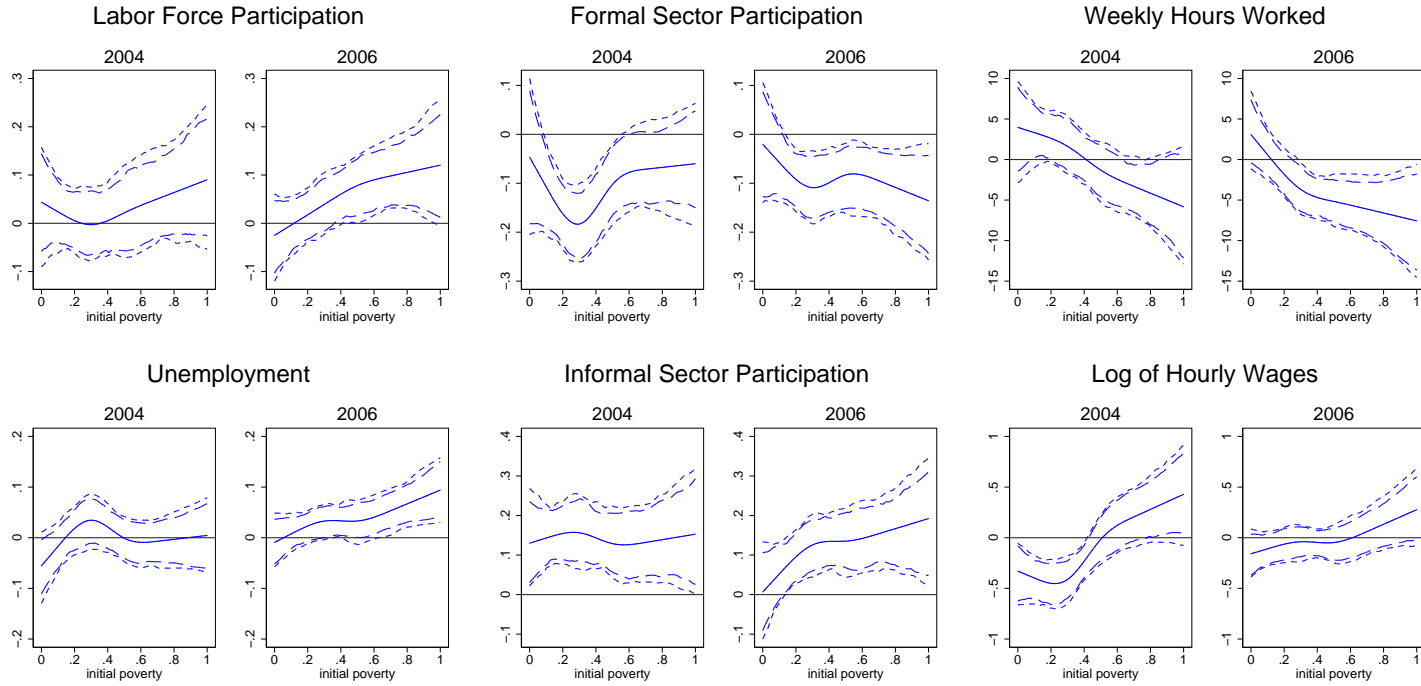 Labor Force Participation
2004
.3
.2
.1
0
−.1
0 .2 .4 .6 .8 1
initial poverty
2006
.3
.2
.1
0
−.1
0 .2 .4 .6 .8 1
initial poverty
Formal Sector Participation
2004
.1
0
−.1
−.2
−.3
0 .2 .4 .6 .8 1
initial poverty
2006
.1
0
−.1
−.2
−.3
0 .2 .4 .6 .8 1
initial poverty
Weekly Hours Worked
2004
10
5
0
−5
−10
−15
0 .2 .4 .6 .8 1
initial poverty
2006
10
5
0
−5
−10
−15
0 .2 .4 .6 .8 1
initial poverty
Unemployment
2004
.2
.1
0
−.1
−.2
0 .2 .4 .6 .8 1
initial poverty
2006
.2
.1
0
−.1
−.2
0 .2 .4 .6 .8 1
initial poverty
Informal Sector Participation
2004
.4
.3
.2
.1
0
−.1
0 .2 .4 .6 .8 1
initial poverty
2006
.4
.3
.2
.1
0
−.1
0 .2 .4 .6 .8 1
initial poverty
Log of Hourly Wages
2004
1
.5
0
−.5
−1
0 .2 .4 .6 .8 1
initial poverty
2006
1
.5
0
−.5
−1
0 .2 .4 .6 .8 1
initial poverty